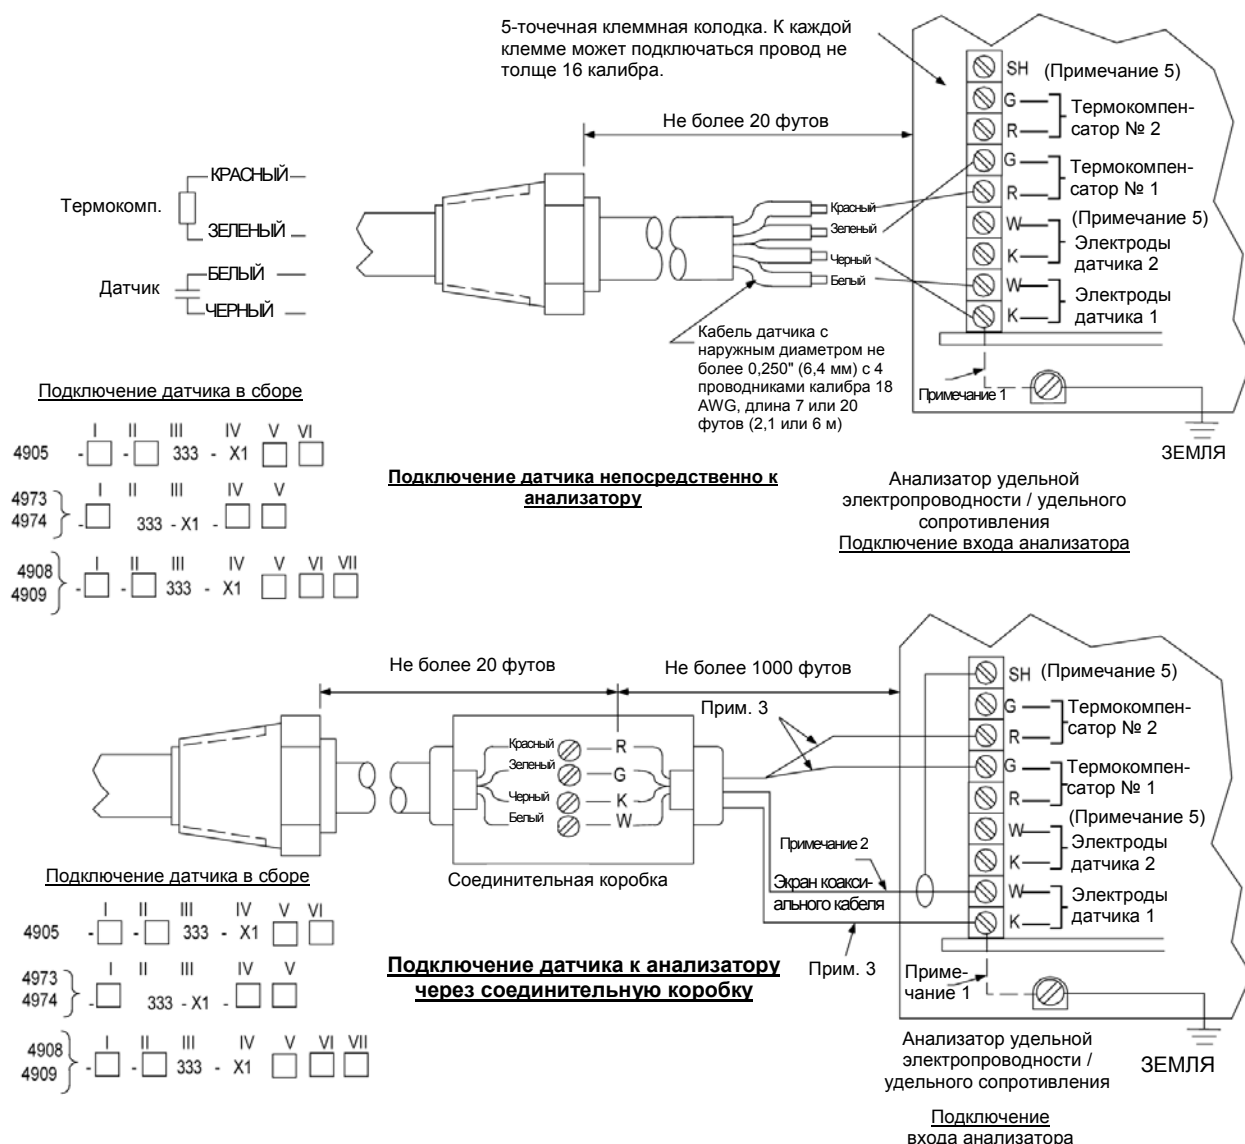 5-точечная клеммная колодка. К каждой
клемме может подключаться провод не
толще 16 калибра.
Не более 20 футов
SH (Примечание 5)
G
Термокомпен-
сатор № 2
R
G
Термокомпен-
сатор № 1
R
W (Примечание 5)
Электроды
датчика 2
K
W
Электроды
датчика 1
K
КРАСНЫЙ
Термокомп.
ЗЕЛЕНЫЙ
БЕЛЫЙ
Датчик
ЧЕРНЫЙ
Красный
Зеленый
Черный
Белый
Кабель датчика с
наружным диаметром не
более 0,250" (6,4 мм) с 4
проводниками калибра 18
AWG, длина 7 или 20
футов (2,1 или 6 м)
Примечание 1
ЗЕМЛЯ
Подключение датчика в сборе
I II III IV V VI
4905 - - 333 - X1
I II III IV V
4973
4974 - 333 - X1 -
I II III IV V VI VII
4908
4909 - - 333 - X1
Подключение датчика непосредственно к
анализатору
Анализатор удельной
электропроводности / удельного
сопротивления
Подключение входа анализатора
Не более 20 футов
Не более 1000 футов
Прим. 3
SH (Примечание 5)
G
Термокомпен-
сатор № 2
R
G
Термокомпен-
сатор № 1
R
(Примечание 5)
W
Электроды
датчика 2
K
W
Электроды
датчика 1
K
Красный R
Зеленый G
Черный K
Белый W
Соединительная коробка
Примечание 2
Экран коакси-
ального кабеля
Прим. 3
Приме-
чание 1
ЗЕМЛЯ
Подключение датчика в сборе
I II III IV V VI
4905 - - 333 - X1
I II III IV V
4973
4974 - 333 - X1 -
I II III IV V VI VII
4908
4909 - - 333 - X1
Подключение датчика к анализатору
через соединительную коробку
Анализатор удельной
электропроводности /
удельного сопротивления
Подключение
входа анализатора